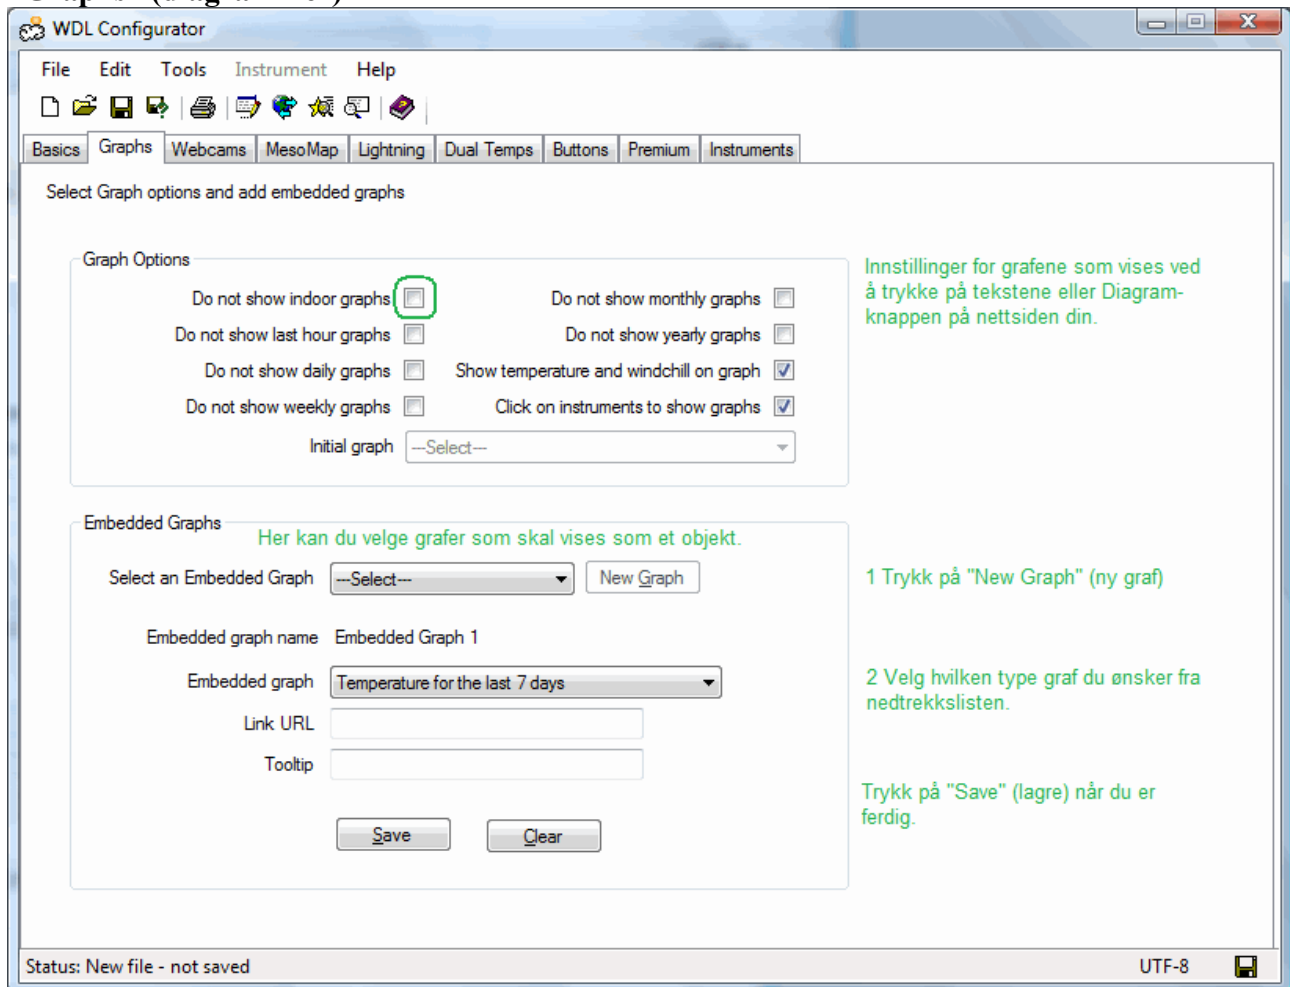 WDL Configurator
File Edit Tools Instrument Help
Basics Graphs Webcams MesoMap Lightning Dual Temps Buttons Premium Instruments
Select Graph options and add embedded graphs
Graph Options
Do not show indoor graphs Do not show monthly graphs
Do not show last hour graphs Do not show yearly graphs
Do not show daily graphs Show temperature and windchill on graph
Do not show weekly graphs Click on instruments to show graphs
Initial graph ---Select---
Innstillinger for grafene som vises ved
å trykke på tekstene eller Diagram-
knappen på nettsiden din.
Embedded Graphs
Her kan du velge grafer som skal vises som et objekt.
Select an Embedded Graph ---Select--- New Graph
1 Trykk på "New Graph" (ny graf)
Embedded graph name Embedded Graph 1
Embedded graph Temperature for the last 7 days
2 Velg hvilken type graf du ønsker fra
nedtrekkslisten.
Link URL
Tooltip
Trykk på "Save" (lagre) når du er
ferdig.
Save Clear
Status: New file - not saved UTF-8